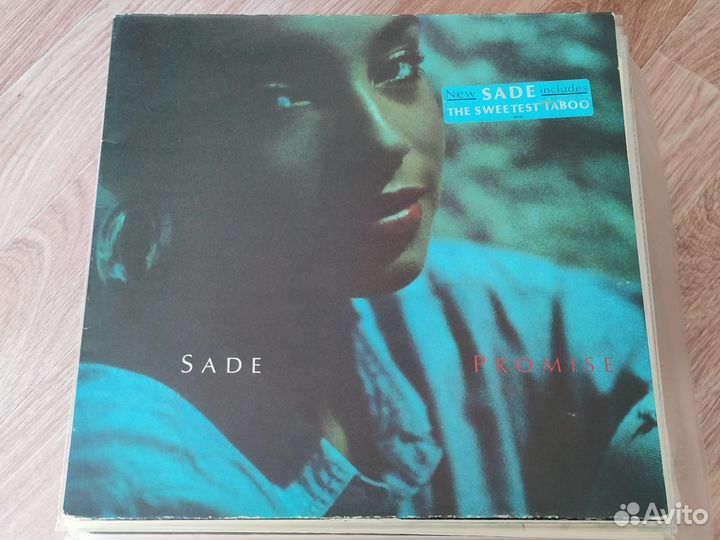 New SADE includes
THE SWEETEST TABOO
SADE PROMISE
Avito